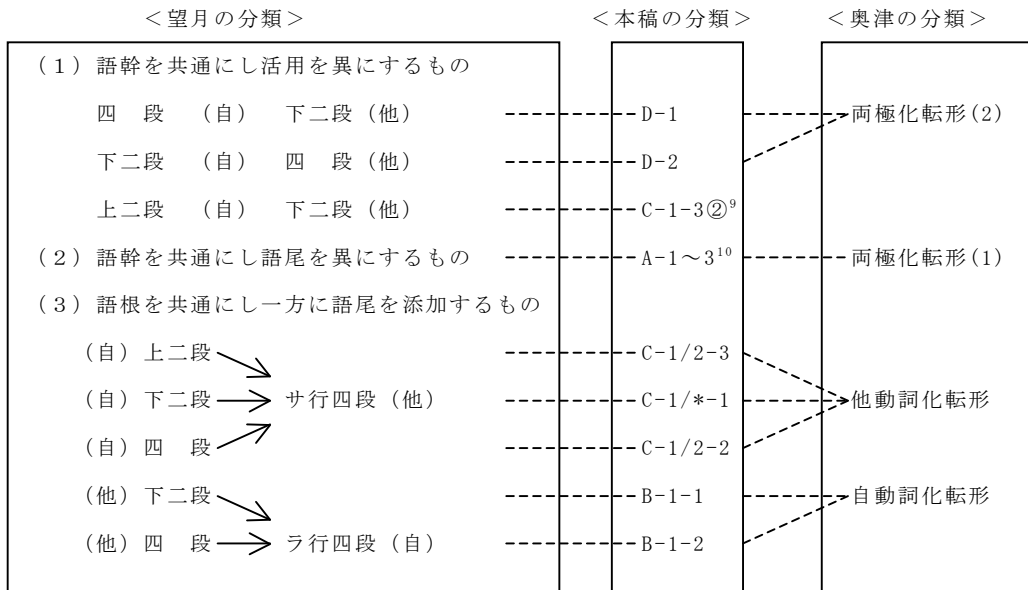 <望月の分類> <本稿の分類> <奥津の分類>
(1)語幹を共通にし活用を異にするもの
四 段 (自) 下二段(他) D-1 両極化転形(2)
下二段 (自) 四 段(他) D-2
上二段 (自) 下二段(他) C-1-3②9
(2)語幹を共通にし語尾を異にするもの A-1~310 両極化転形(1)
(3)語根を共通にし一方に語尾を添加するもの
(自)上二段 C-1/2-3
(自)下二段 サ行四段(他) C-1/*-1 他動詞化転形
(自)四 段 C-1/2-2
(他)下二段 B-1-1 自動詞化転形
(他)四 段 ラ行四段(自) B-1-2